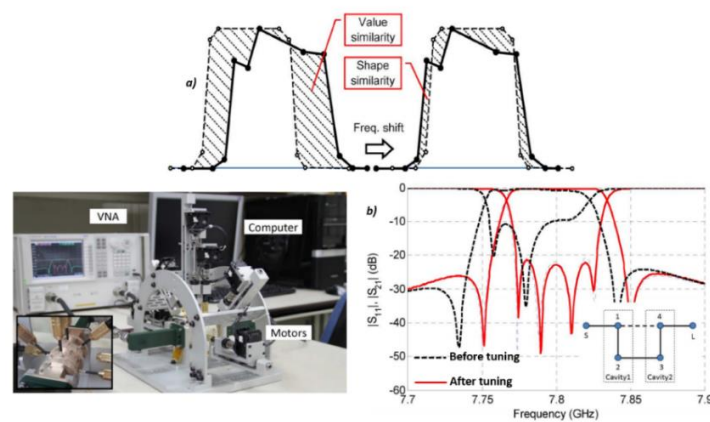 Value
similarity
a)
Shape
similarity
Freq. shift
VNA
Computer
Motors
b)
|S11|, |S21| (dB)
0
-10
-20
-30
-40
-50
-60
1
4
S
L
2
3
Cavity1
Cavity2
Before tuning
After tuning
7.7
7.75
7.8
7.85
7.9
Frequency (GHz)